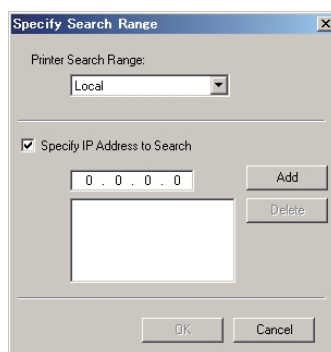 Specify Search Range
Printer Search Range:
Local
Specify IP Address to Search
0 . 0 . 0 . 0
Add
Delete
OK
Cancel